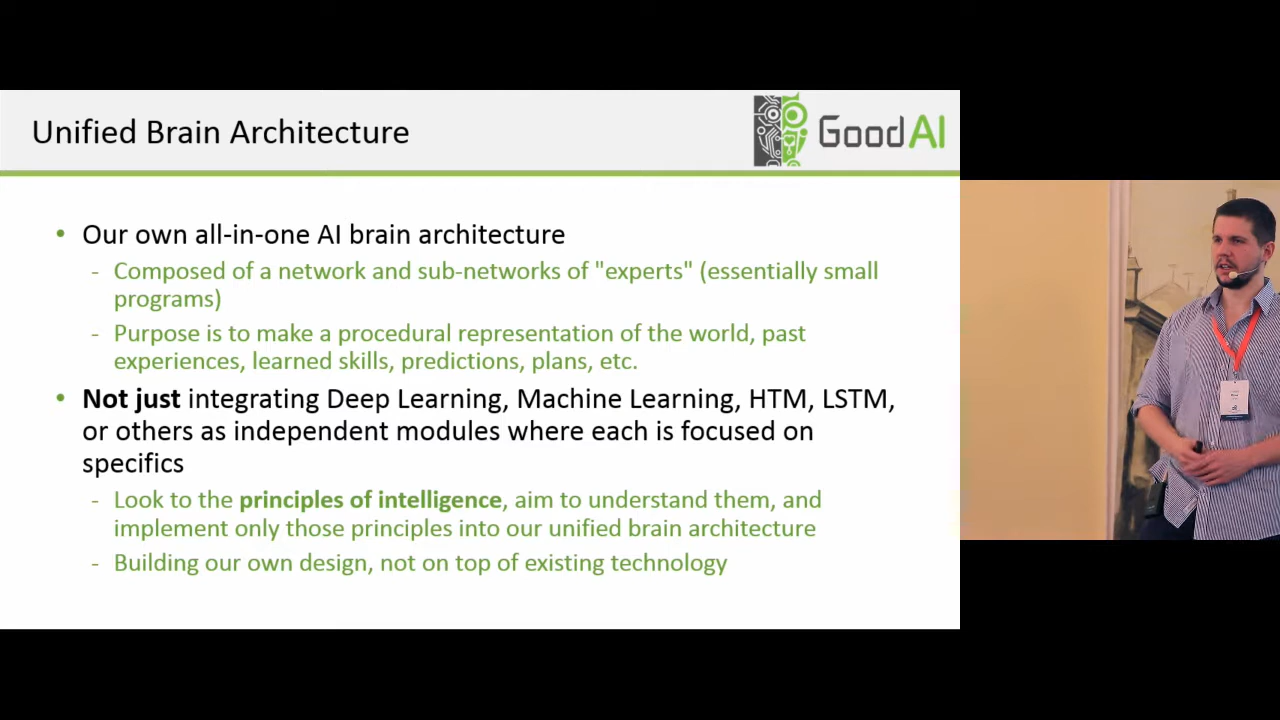 Unified Brain Architecture
GoodAI
• Our own all-in-one AI brain architecture
- Composed of a network and sub-networks of "experts" (essentially small
programs)
- Purpose is to make a procedural representation of the world, past
experiences, learned skills, predictions, plans, etc.
• Not just integrating Deep Learning, Machine Learning, HTM, LSTM,
or others as independent modules where each is focused on
specifics
- Look to the principles of intelligence, aim to understand them, and
implement only those principles into our unified brain architecture
- Building our own design, not on top of existing technology